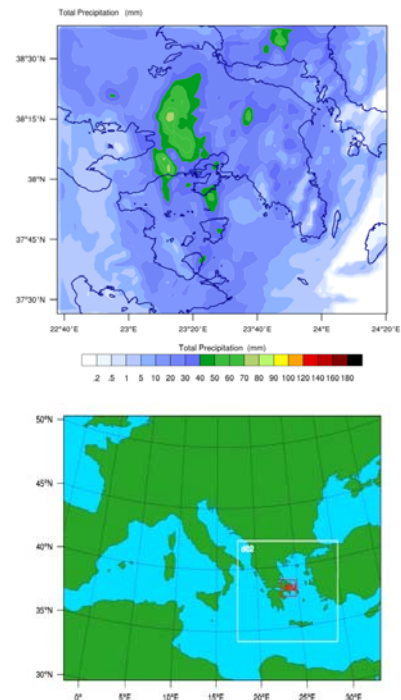 Total Precipitation (mm)
38°30'N
38°15'N
38°N
37°45'N
37°30'N
22°40'E 23°E 23°20'E 23°40'E 24°E 24°20'E
Total Precipitation (mm)
.2 .5 1 5 10 20 30 40 50 60 70 80 90 100 120 140 160 180
50°N
45°N
40°N
d02
35°N
30°N
0° 5°E 10°E 15°E 20°E 25°E 30°E